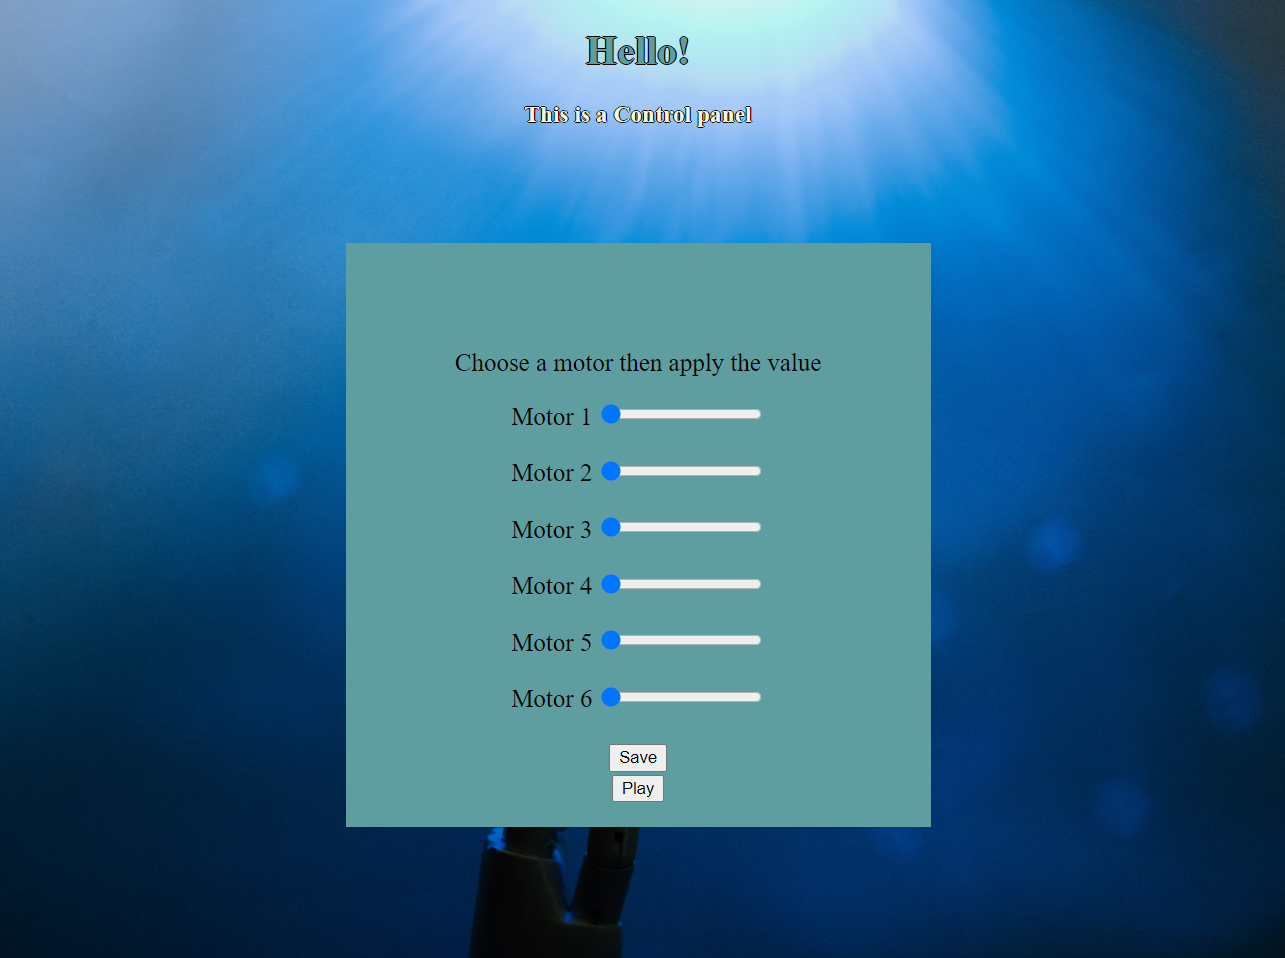 Hello!
This is a Control panel
Choose a motor then apply the value
Motor 1
Motor 2
Motor 3
Motor 4
Motor 5
Motor 6
Save
Play